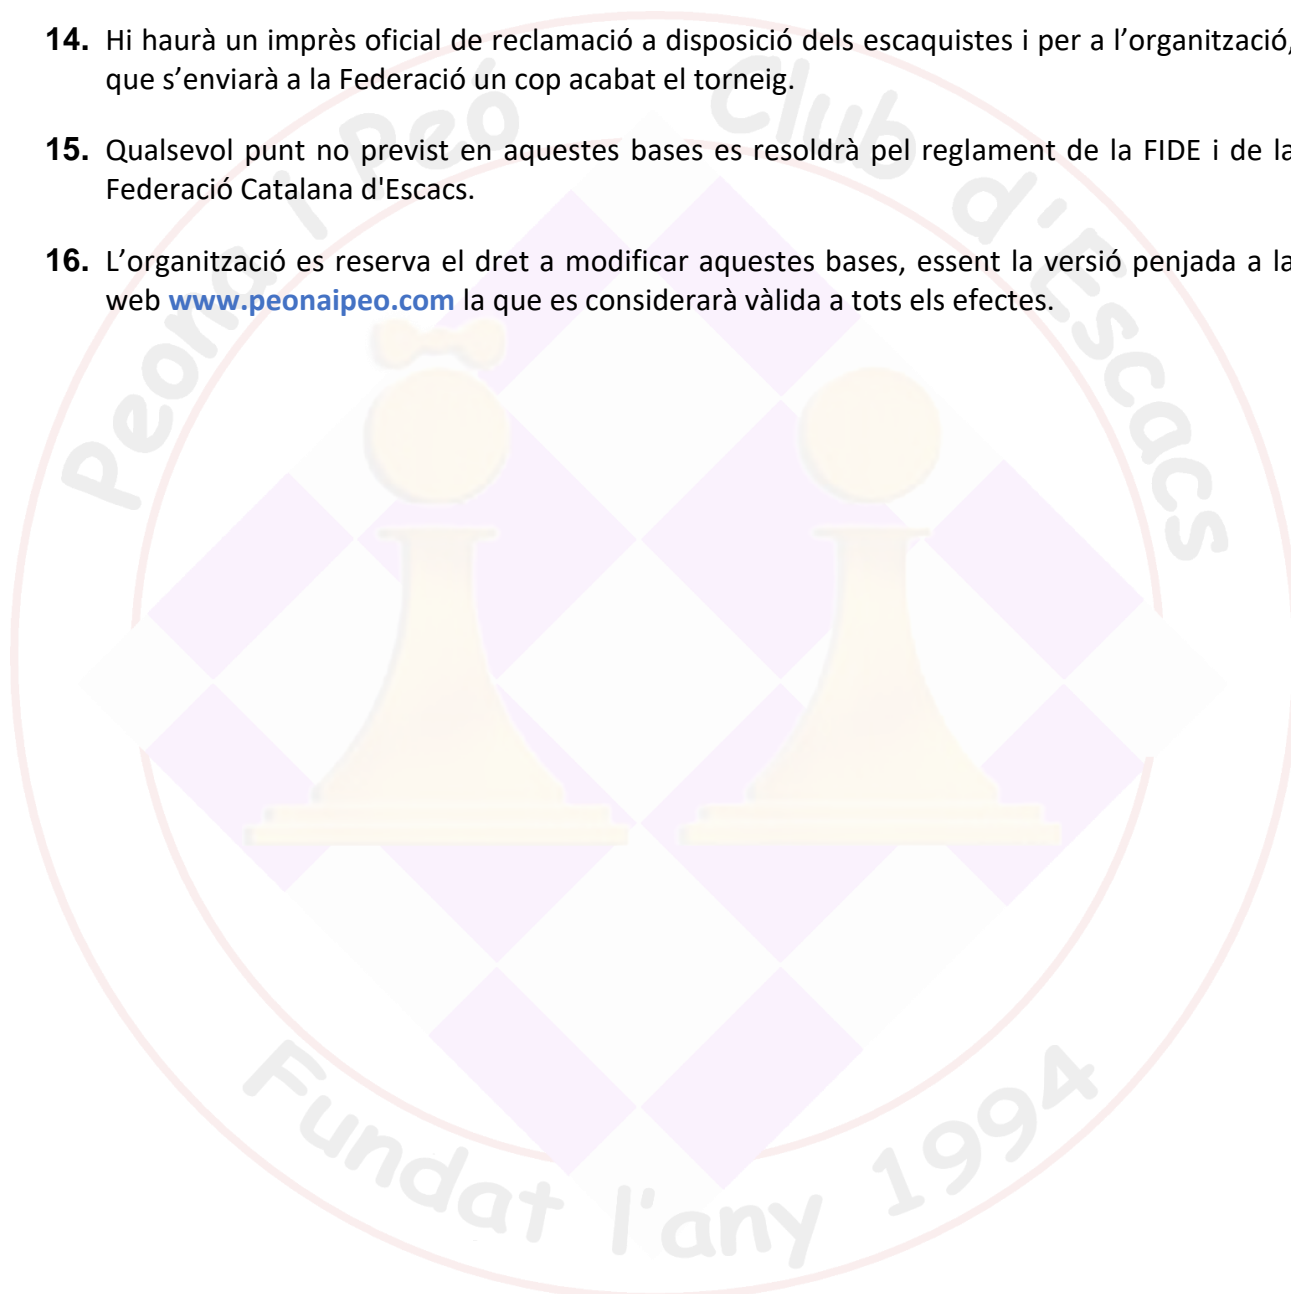 14. Hi haurà un imprès oficial de reclamació a disposició dels escaquistes i per a l’organització,
que s’enviarà a la Federació un cop acabat el torneig.
15. Qualsevol punt no previst en aquestes bases es resoldrà pel reglament de la FIDE i de la
Federació Catalana d'Escacs.
16. L’organització es reserva el dret a modificar aquestes bases, essent la versió penjada a la
web www.peonaipeo.com la que es considerarà vàlida a tots els efectes.
Peona i Peó Club d'Escacs
Fundat l'any 1994